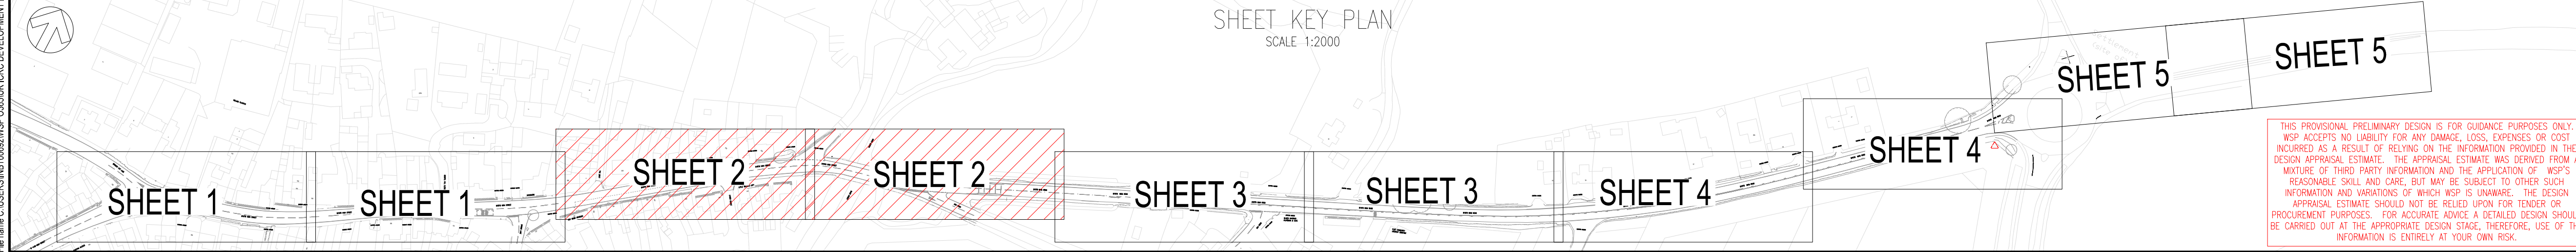 SHEET KEY PLAN
SCALE 1:2000
SHEET 1
SHEET 1
SHEET 2
SHEET 2
SHEET 3
SHEET 3
SHEET 4
SHEET 4
SHEET 5
SHEET 5
THIS PROVISIONAL PRELIMINARY DESIGN IS FOR GUIDANCE PURPOSES ONLY.
WSP ACCEPTS NO LIABILITY FOR ANY DAMAGE, LOSS, EXPENSES OR COST
INCURRED AS A RESULT OF RELYING ON THE INFORMATION PROVIDED IN THE
DESIGN APPRAISAL ESTIMATE. THE APPRAISAL ESTIMATE WAS DERIVED FROM A
MIXTURE OF THIRD PARTY INFORMATION AND THE APPLICATION OF WSP'S
REASONABLE SKILL AND CARE, BUT MAY BE SUBJECT TO OTHER SUCH
INFORMATION AND VARIATIONS OF WHICH WSP IS UNAWARE. THE DESIGN
APPRAISAL ESTIMATE SHOULD NOT BE RELIED UPON FOR TENDER OR
PROCUREMENT PURPOSES. FOR ACCURATE ADVICE A DETAILED DESIGN SHOUL
BE CARRIED OUT AT THE APPROPRIATE DESIGN STAGE, THEREFORE, USE OF
INFORMATION IS ENTIRELY AT YOUR OWN RISK.